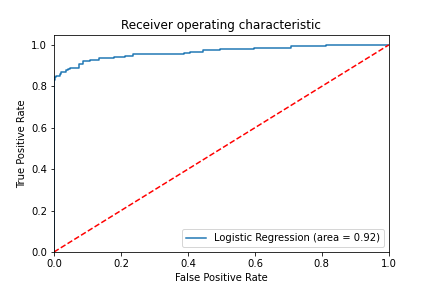 Receiver operating characteristic
1.0
0.8
0.6
0.4
0.2
0.0
True Positive Rate
Logistic Regression (area = 0.92)
0.0 0.2 0.4 0.6 0.8 1.0
False Positive Rate